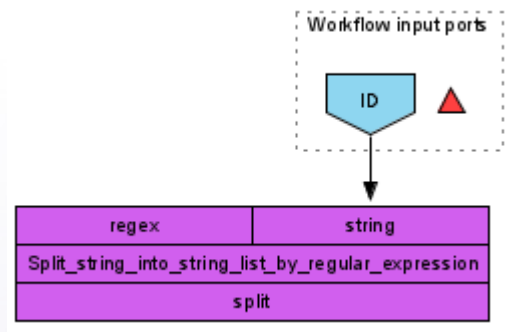 Workflow input ports
ID
regex string
Split_string_into_string_list_by_regular_expression
split